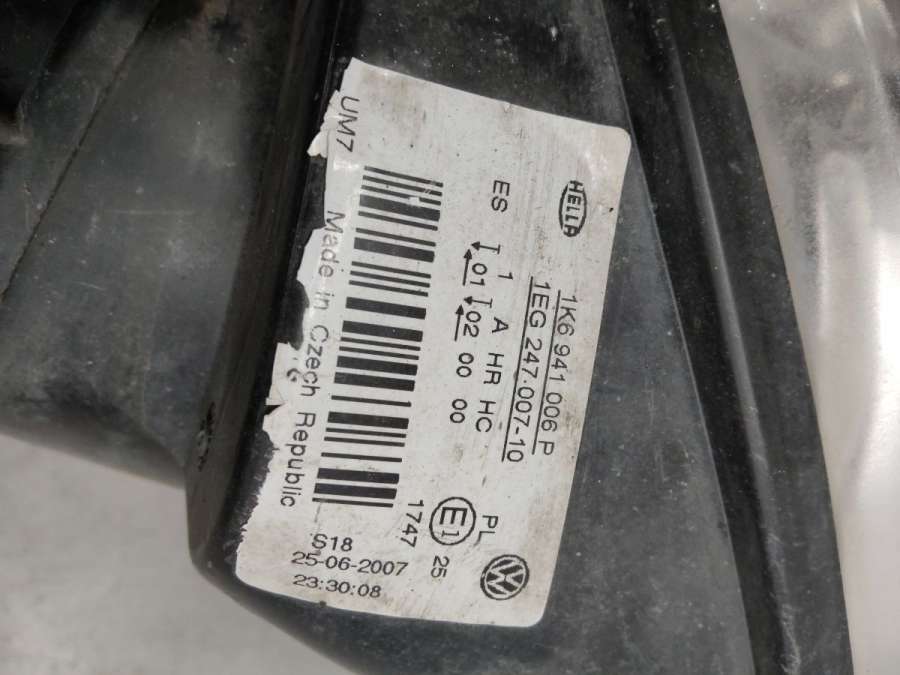 HELLA
1K6 941 006 P
1EG 247.007-10
ES 1 A HR HC
01 02 00 00
PL
E1 25
1747
VW
UM7
Made in Czech Republic
S18
25-06-2007
23:30:08